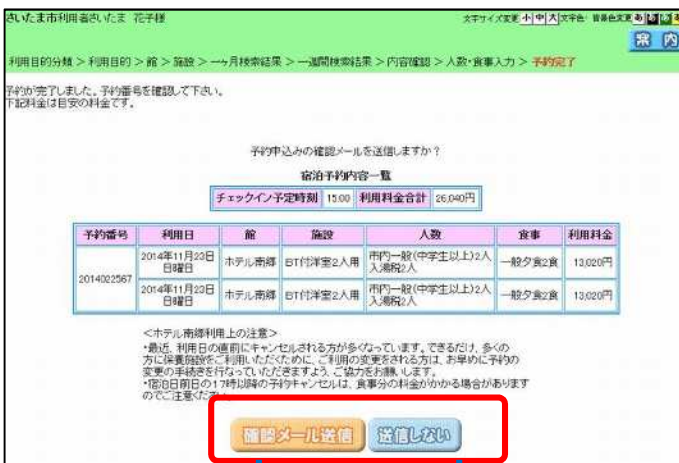 さいたま市利用者さいたま 花子様
文字サイズ変更 小 中 大 文字色・背景色変更 あ あ あ あ
案 内
利用目的分類 > 利用目的 > 館 > 施設 > 一ヶ月検索結果 > 一週間検索結果 > 内容確認 > 人数・食事入力 > 予約完了
予約が完了しました。予約番号を確認して下さい。
下記料金は目安の料金です。
予約申込みの確認メールを送信しますか？
宿泊予約内容一覧
チェックイン予定時刻 15:00 利用料金合計 26,040円
予約番号 利用日 館 施設 人数 食事 利用料金
2014022567
2014年11月23日 日曜日 ホテル南郷 BT付洋室2人用 市内一般(中学生以上)2人 入湯税2人 一般夕食2食 13,020円
2014年11月23日 日曜日 ホテル南郷 BT付洋室2人用 市内一般(中学生以上)2人 入湯税2人 一般夕食2食 13,020円
＜ホテル南郷利用上の注意＞
・最近、利用日の直前にキャンセルされる方が多くなっています。できるだけ、多くの
方に保養施設をご利用いただくために、ご利用の変更をされる方は、お早めに予約の
変更の手続きを行なっていただきますよう、ご協力をお願いします。
・宿泊日前日の17時以降の予約キャンセルは、食事分の料金がかかる場合があります
のでご注意ください
確認メール送信 送信しない